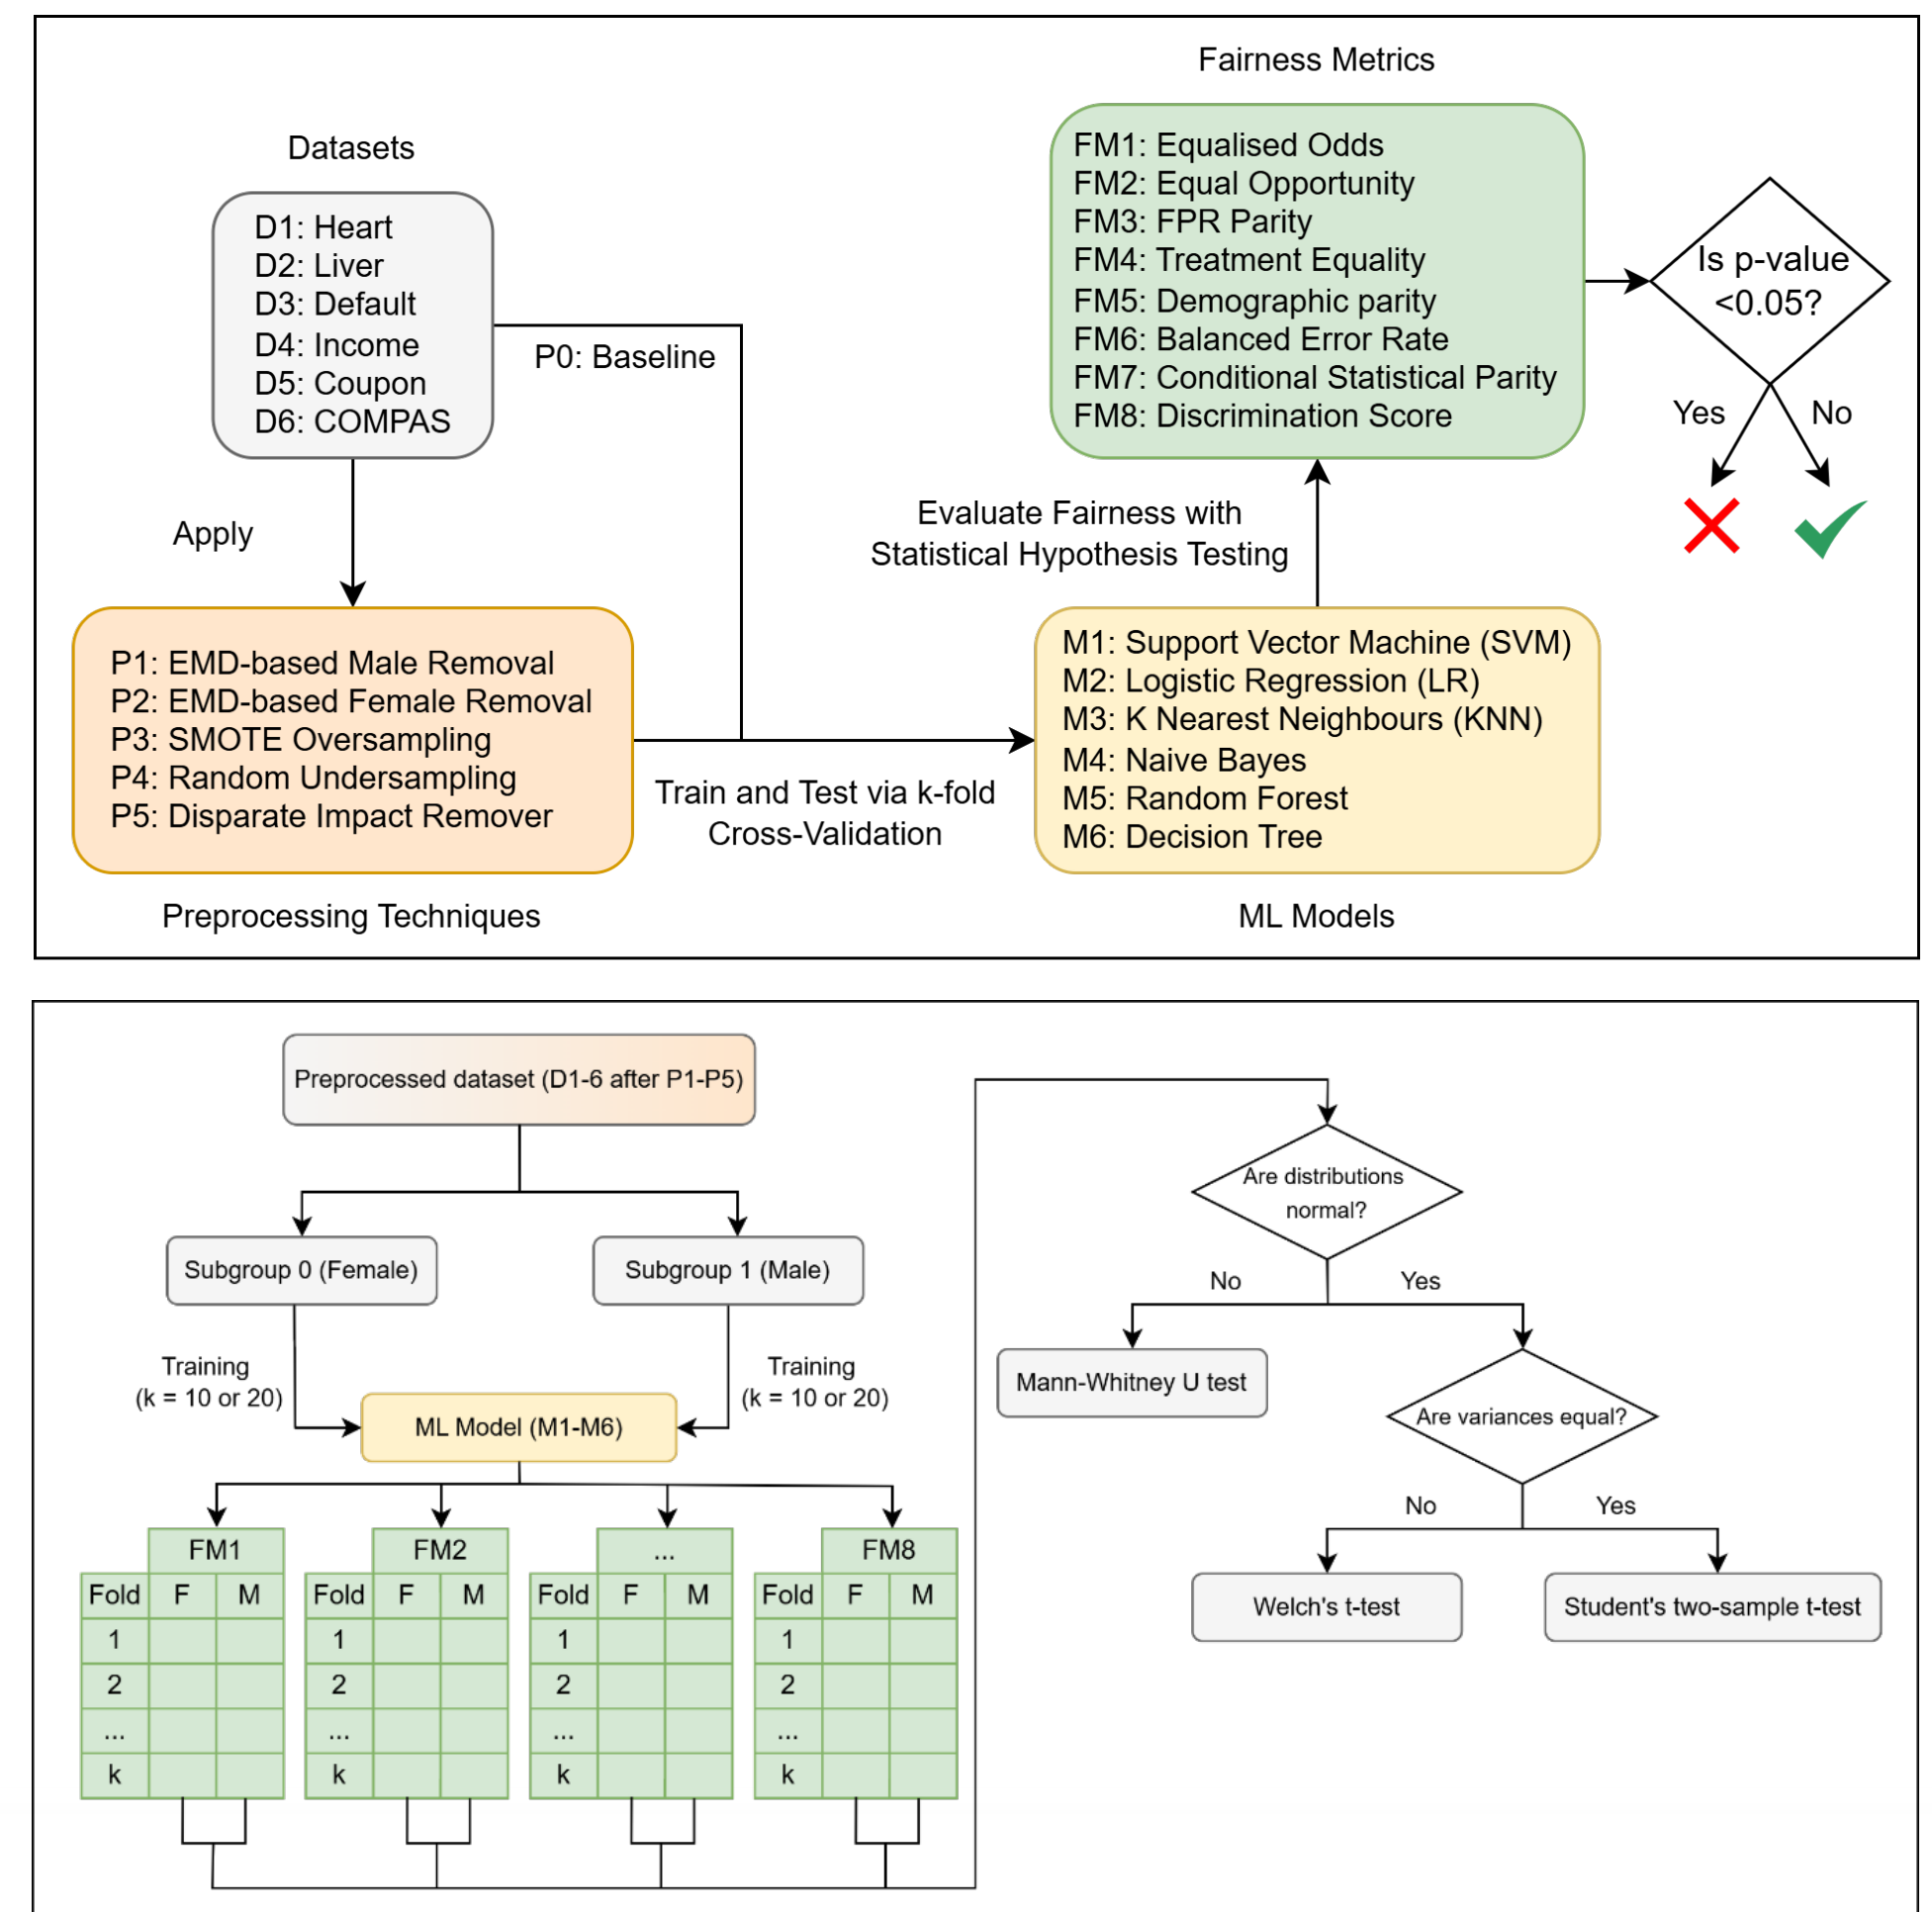 Fairness Metrics
Datasets
FM1: Equalised Odds
FM2: Equal Opportunity
FM3: FPR Parity
FM4: Treatment Equality
FM5: Demographic parity
FM6: Balanced Error Rate
FM7: Conditional Statistical Parity
FM8: Discrimination Score
Is p-value
<0.05?
Yes
No
D1: Heart
D2: Liver
D3: Default
D4: Income
D5: Coupon
D6: COMPAS
P0: Baseline
Apply
Evaluate Fairness with
Statistical Hypothesis Testing
P1: EMD-based Male Removal
P2: EMD-based Female Removal
P3: SMOTE Oversampling
P4: Random Undersampling
P5: Disparate Impact Remover
Train and Test via k-fold
Cross-Validation
M1: Support Vector Machine (SVM)
M2: Logistic Regression (LR)
M3: K Nearest Neighbours (KNN)
M4: Naive Bayes
M5: Random Forest
M6: Decision Tree
Preprocessing Techniques
ML Models
Preprocessed dataset (D1-6 after P1-P5)
Subgroup 0 (Female)
Subgroup 1 (Male)
Training
(k = 10 or 20)
Training
(k = 10 or 20)
ML Model (M1-M6)
FM1
Fold F M
1
2
...
k
FM2
Fold F M
1
2
...
k
...
Fold F M
1
2
...
k
FM8
Fold F M
1
2
...
k
Are distributions
normal?
No
Yes
Mann-Whitney U test
Are variances equal?
No
Yes
Welch's t-test
Student's two-sample t-test